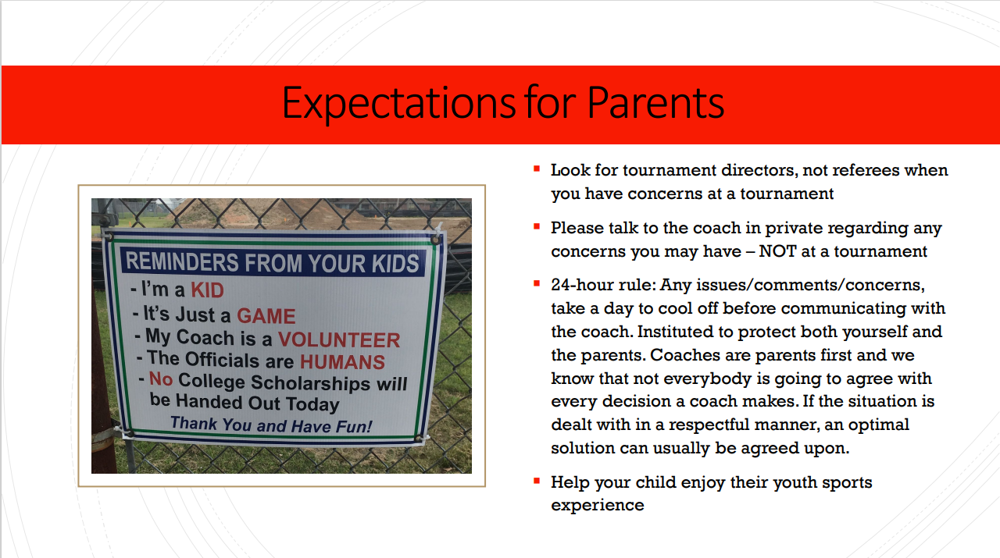 Expectations for Parents
REMINDERS FROM YOUR KIDS
- I'm a KID
- It's Just a GAME
- My Coach is a VOLUNTEER
- The Officials are HUMANS
- No College Scholarships will
be Handed Out Today
Thank You and Have Fun!
▪ Look for tournament directors, not referees when
you have concerns at a tournament
▪ Please talk to the coach in private regarding any
concerns you may have – NOT at a tournament
▪ 24-hour rule: Any issues/comments/concerns,
take a day to cool off before communicating with
the coach. Instituted to protect both yourself and
the parents. Coaches are parents first and we
know that not everybody is going to agree with
every decision a coach makes. If the situation is
dealt with in a respectful manner, an optimal
solution can usually be agreed upon.
▪ Help your child enjoy their youth sports
experience